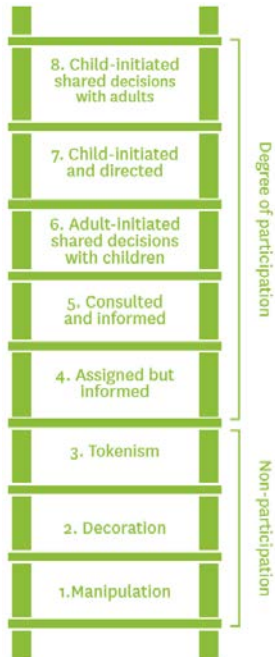 8. Child-initiated
shared decisions
with adults
7. Child-initiated
and directed
6. Adult-initiated
shared decisions
with children
5. Consulted
and informed
4. Assigned but
informed
3. Tokenism
2. Decoration
1.Manipulation
Degree of participation
Non-participation